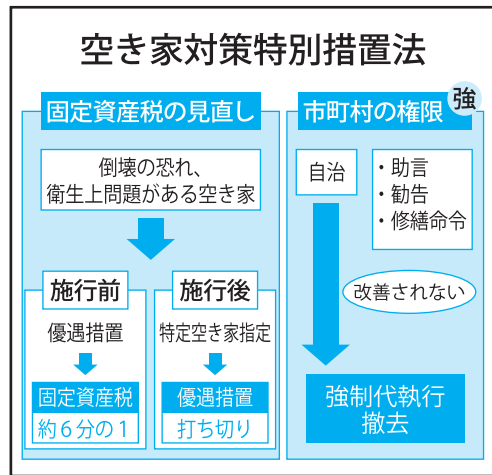 空き家対策特別措置法
固定資産税の見直し
倒壊の恐れ、
衛生上問題がある空き家
施行前
優遇措置
固定資産税
約6分の1
施行後
特定空き家指定
優遇措置
打ち切り
市町村の権限
強
自治
・助言
・勧告
・修繕命令
改善されない
強制代執行
撤去